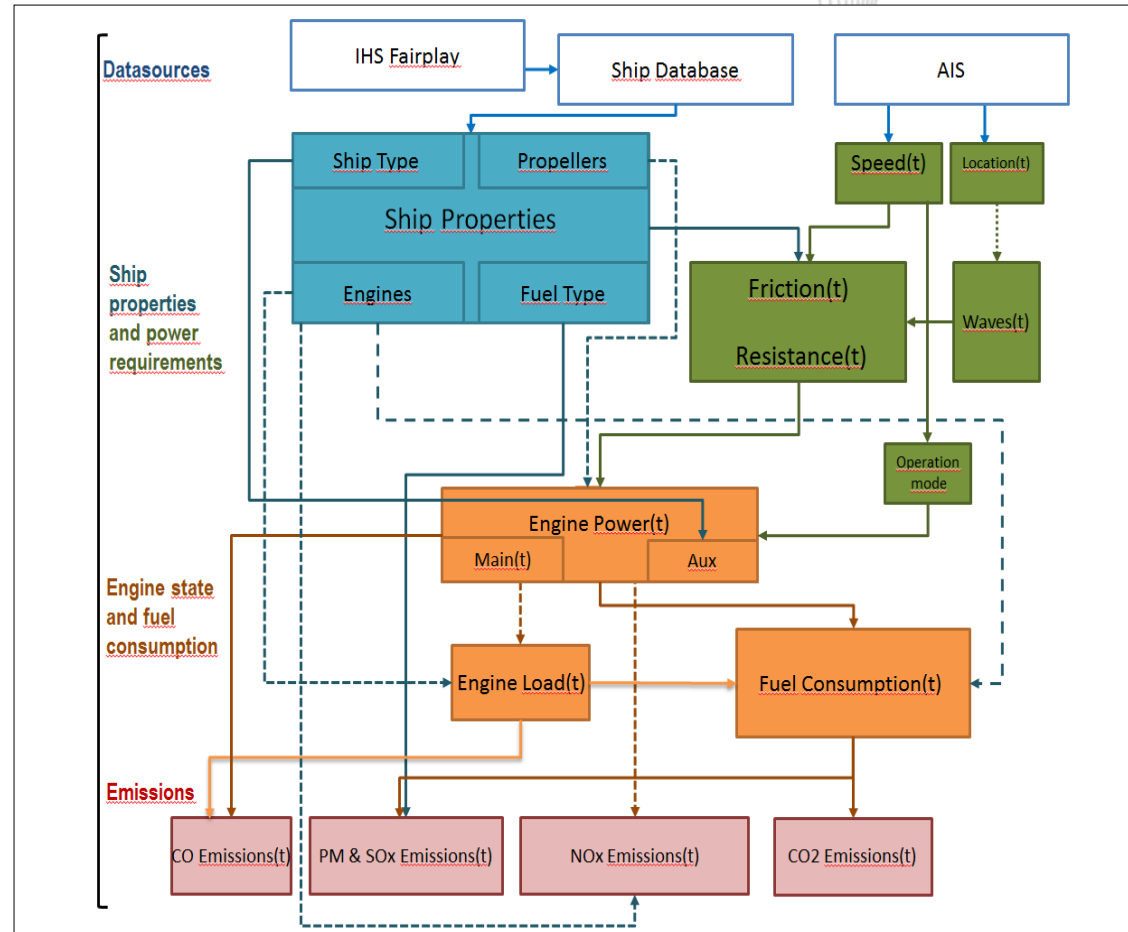 Datasources
IHS Fairplay
Ship Database
AIS
Ship Type
Propellers
Ship Properties
Engines
Fuel Type
Speed(t)
Location(t)
Ship
properties
and power
requirements
Friction(t)
Resistance(t)
Waves(t)
Operation
mode
Engine Power(t)
Main(t)
Aux
Engine state
and fuel
consumption
Engine Load(t)
Fuel Consumption(t)
Emissions
CO Emissions(t)
PM & SOx Emissions(t)
NOx Emissions(t)
CO2 Emissions(t)